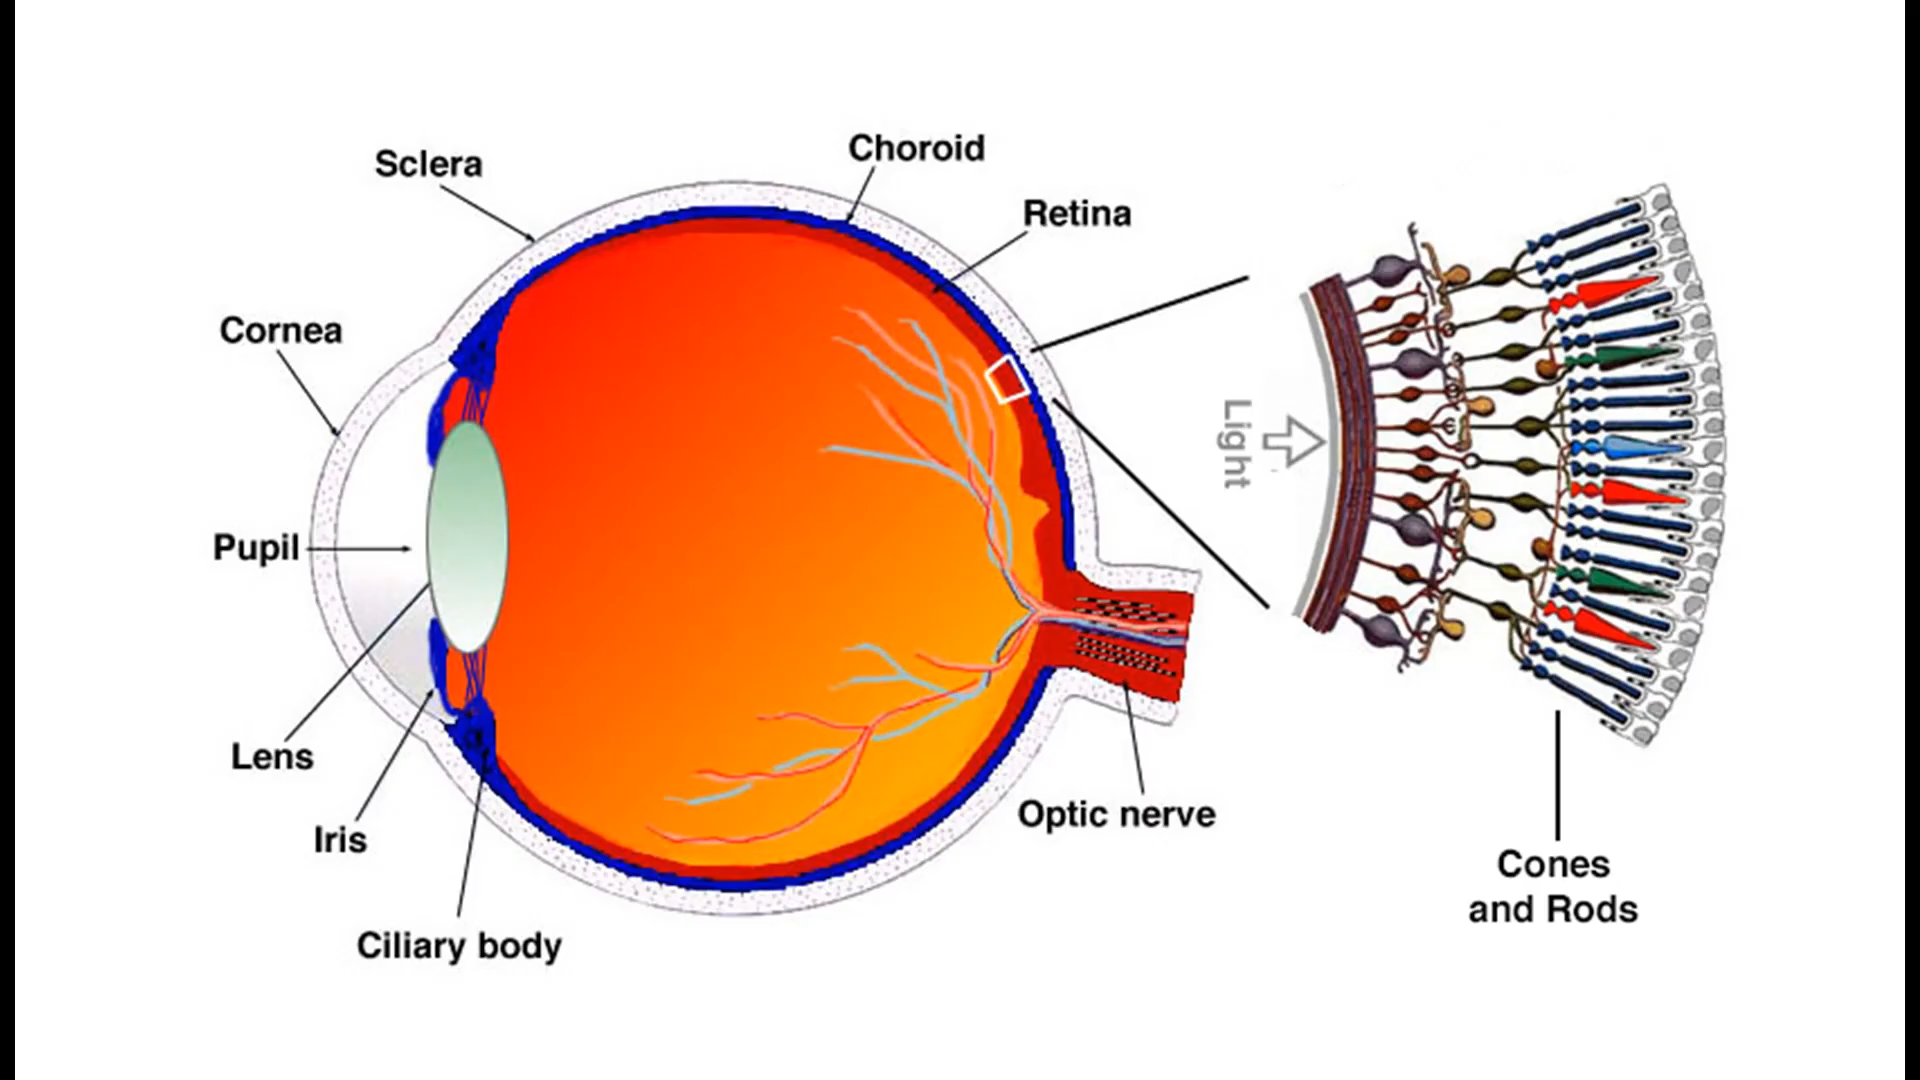 Choroid
Sclera
Retina
Cornea
Light
Pupil
Lens
Optic nerve
Iris
Cones
and Rods
Ciliary body